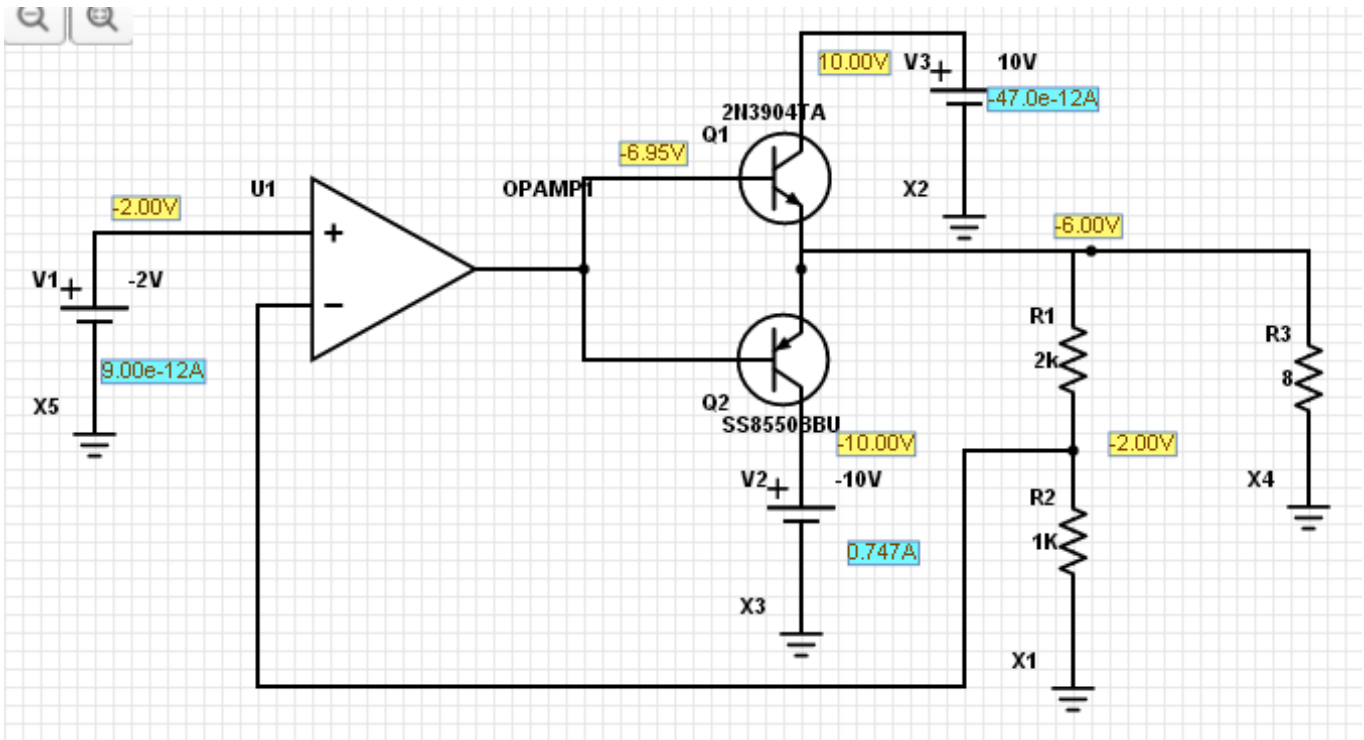 10.00V
V3
+
10V
-47.0e-12A
2N3904TA
Q1
-6.95V
U1
OPAMP1
X2
-2.00V
-6.00V
+
V1
+
-2V
−
R1
2k
R3
8
9.00e-12A
X5
Q2
SS8550BBU
-10.00V
-2.00V
V2
+
-10V
X4
R2
1K
0.747A
X3
X1